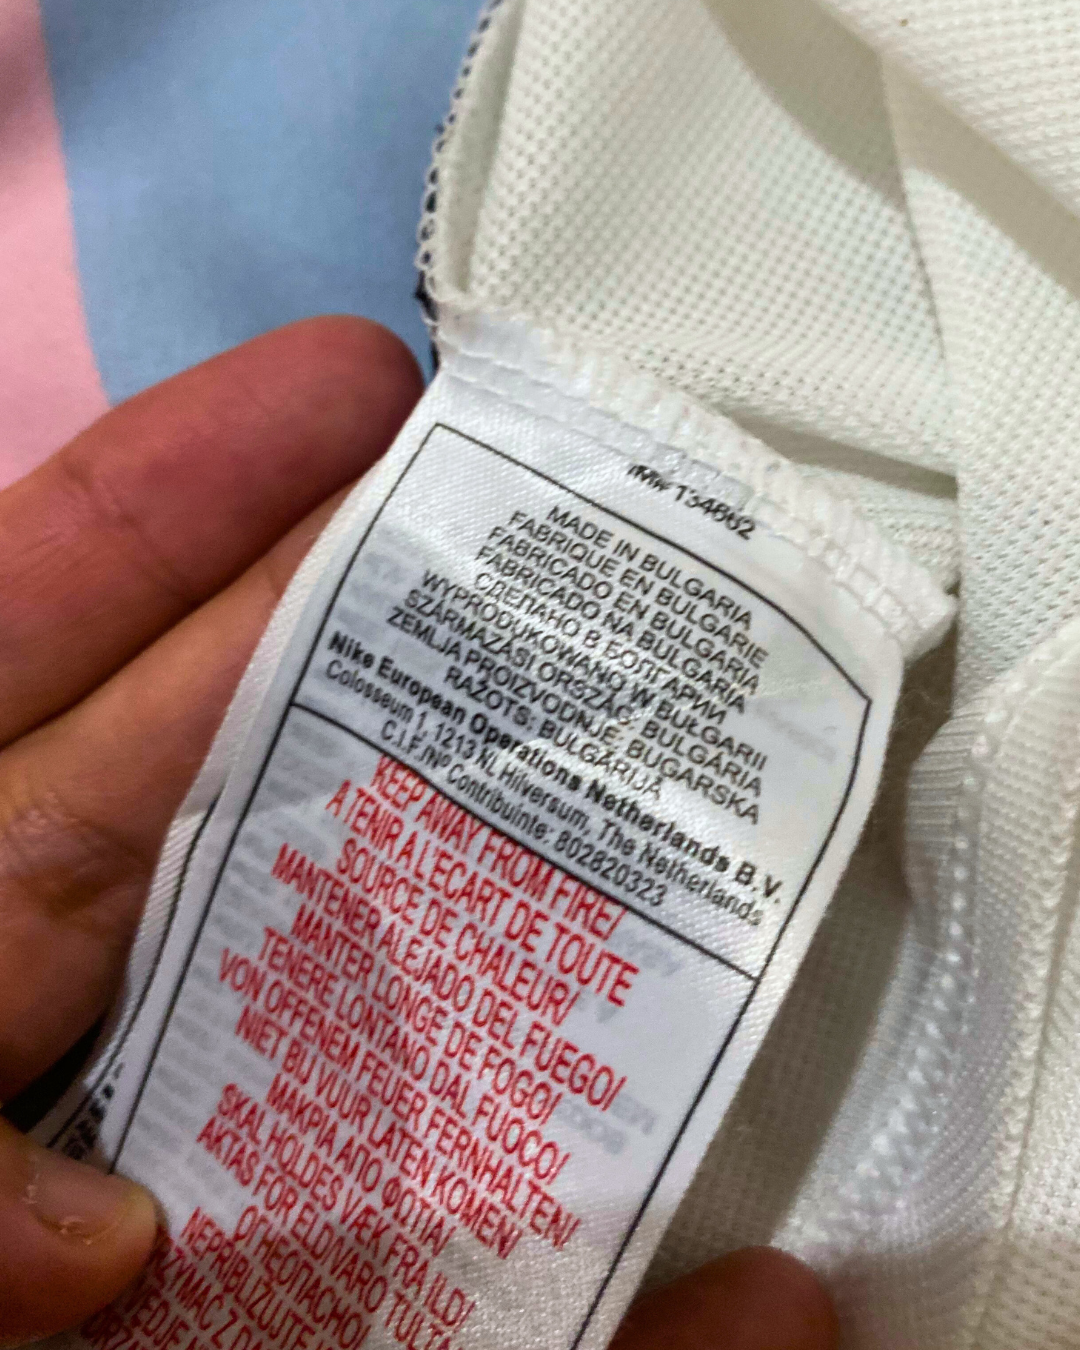 MADE IN BULGARIA
FABRIQUE EN BULGARIE
FABRICADO EN BULGARIA
FABRICADO NA BULGARIA
СДЕЛАНО В БОЛГАРИИ
WYPRODUKOWANO W BUŁGARII
SZÁRMAZÁSI ORSZÁG: BULGÁRIA
ZEMLJA PROIZVODNJE: BUGARSKA
RAŽOTS: BULGĀRIJĀ
Nike European Operations Netherlands B.V.
Colosseum 1, 1213 NL Hilversum, The Netherlands
C.I.F./Nº Contribuinte: 802820323
KEEP AWAY FROM FIRE!
A TENIR A L'ECART DE TOUTE
SOURCE DE CHALEUR!
MANTENER ALEJADO DEL FUEGO!
MANTER LONGE DE FOGO!
TENERE LONTANO DAL FUOCO!
VON OFFENEM FEUER FERNHALTEN!
NIET BIJ VUUR LATEN KOMEN!
ΜΑΚΡΙΑ ΑΠΟ ΦΩΤΙΑ!
SKAL HOLDES VÆK FRA ILD!
AKTAS FOR ELD/VARO TULTA
ОГНЕОПАСНО!
NEPRIBLIZUJTE